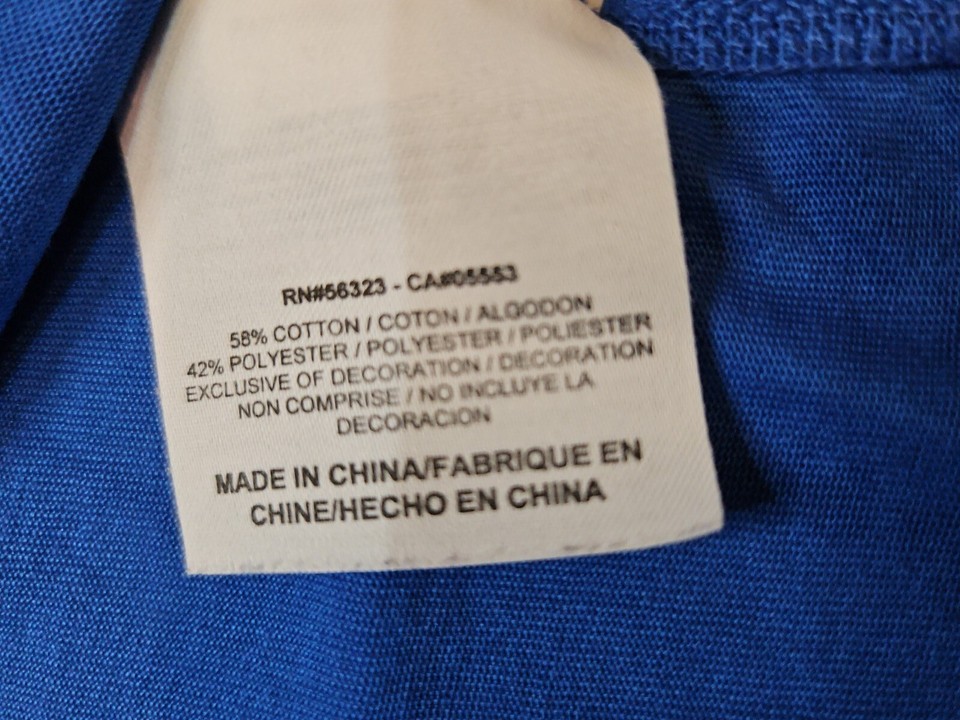 RN#56323 - CA#05553
58% COTTON / COTON / ALGODON
42% POLYESTER / POLYESTER / POLIESTER
EXCLUSIVE OF DECORATION / DECORATION
NON COMPRISE / NO INCLUYE LA
DECORACION
MADE IN CHINA/FABRIQUE EN
CHINE/HECHO EN CHINA